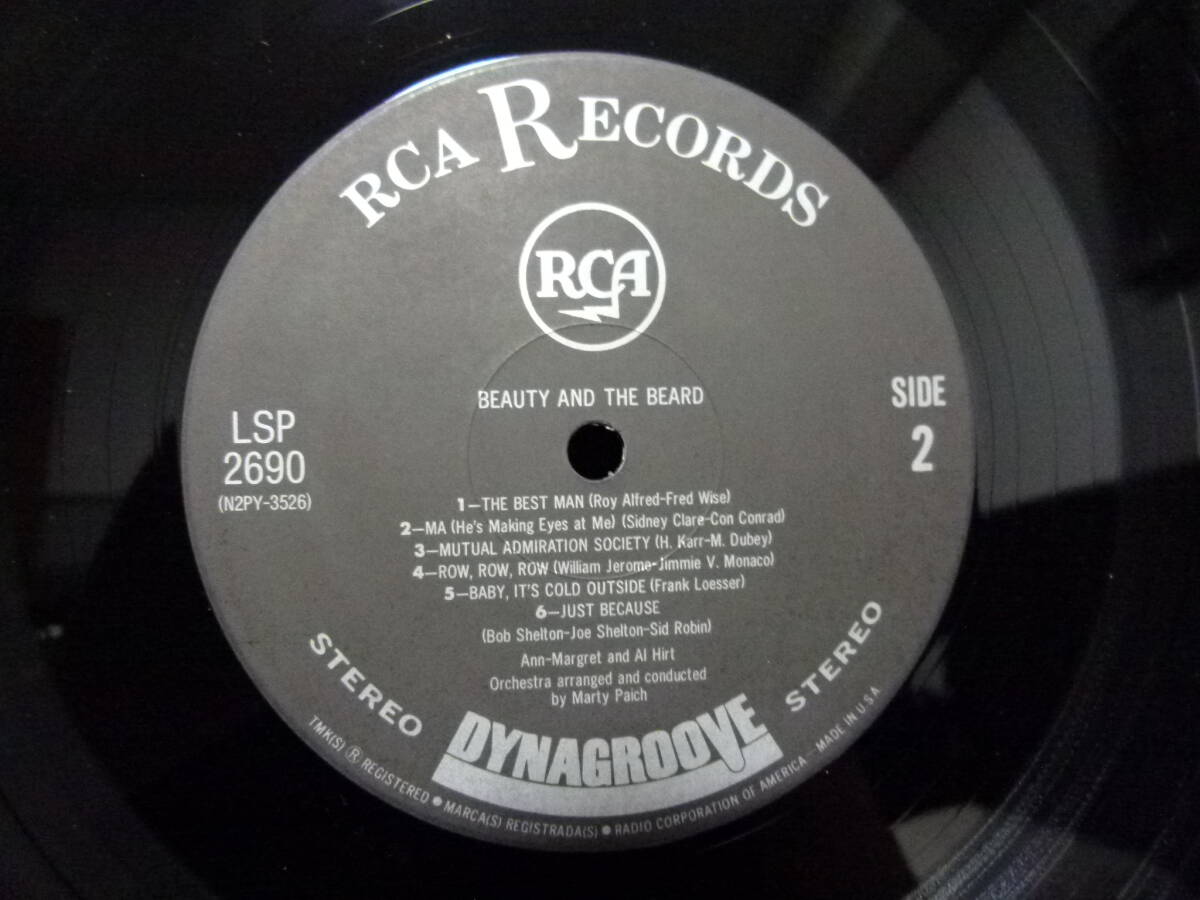 RCA RECORDS
RCA
BEAUTY AND THE BEARD
SIDE
2
LSP
2690
(N2PY-3526)
1—THE BEST MAN (Roy Alfred-Fred Wise)
2—MA (He's Making Eyes at Me) (Sidney Clare-Con Conrad)
3—MUTUAL ADMIRATION SOCIETY (H. Karr-M. Dubey)
4—ROW, ROW, ROW (William Jerome-Jimmie V. Monaco)
5—BABY, IT'S COLD OUTSIDE (Frank Loesser)
6—JUST BECAUSE
(Bob Shelton-Joe Shelton-Sid Robin)
Ann-Margret and Al Hirt
Orchestra arranged and conducted
by Marty Paich
STEREO
STEREO
DYNAGROOVE
TMK(S) ® REGISTERED ● MARCA(S) REGISTRADA(S) ● RADIO CORPORATION OF AMERICA — MADE IN U.S.A